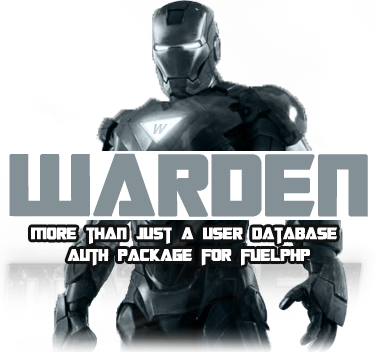 W
WARDEN
MORE THAN JUST A USER DATABASE
AUTH PACKAGE FOR FUELPHP